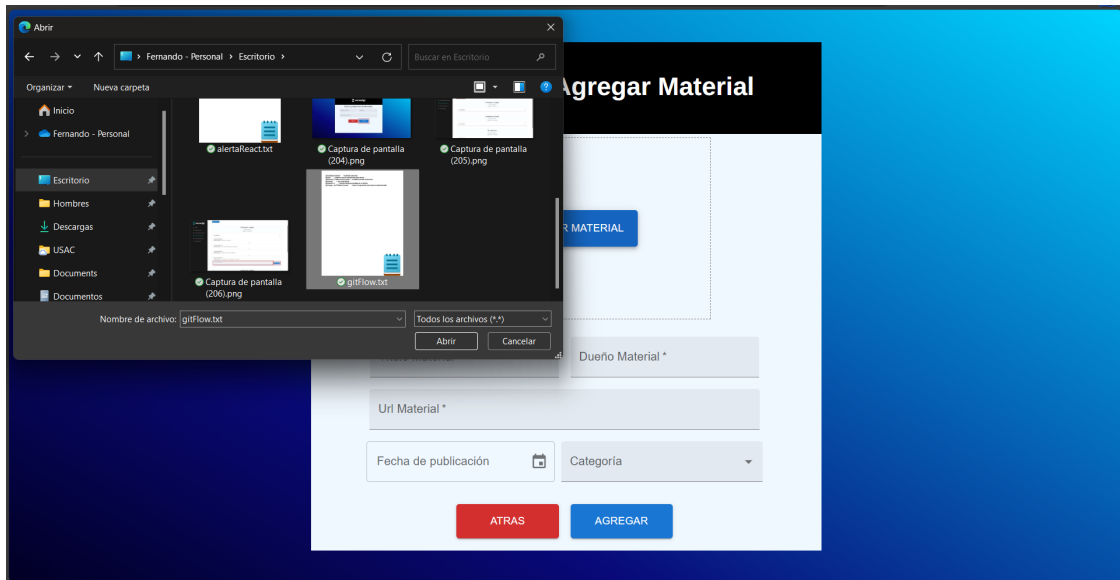 Abrir
Fernando - Personal > Escritorio >
Buscar en Escritorio
Organizar
Nueva carpeta
Inicio
Fernando - Personal
Escritorio
Hombres
Descargas
USAC
Documents
Documentos
alertaReact.txt
Captura de pantalla
(204).png
Captura de pantalla
(205).png
Captura de pantalla
(206).png
gitFlow.txt
Nombre de archivo: gitFlow.txt
Todos los archivos (*.*)
Abrir
Cancelar
Agregar Material
MATERIAL
Dueño Material *
Url Material *
Fecha de publicación
Categoría
ATRAS
AGREGAR